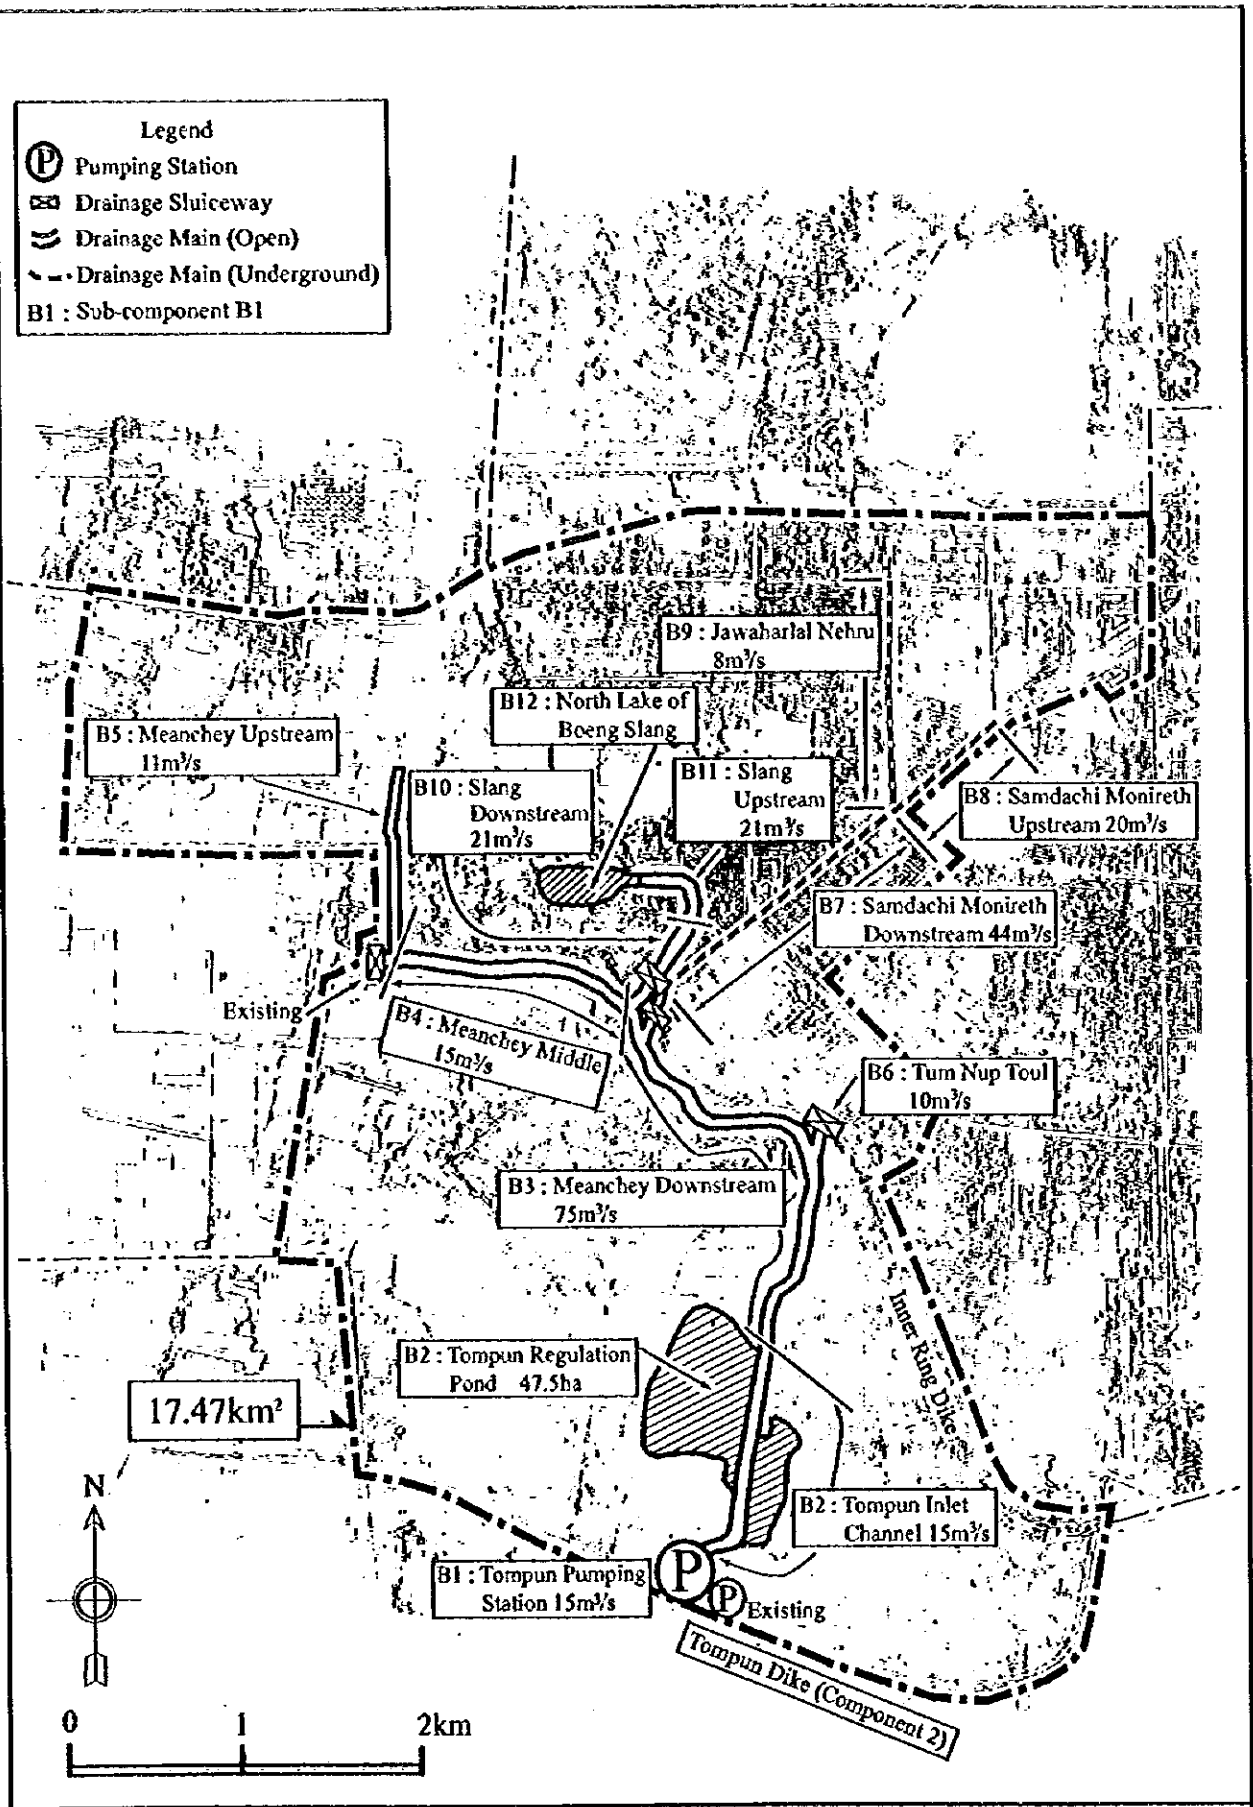 Legend
P Pumping Station
Drainage Sluiceway
Drainage Main (Open)
Drainage Main (Underground)
B1 : Sub-component B1
B9 : Jawaharlal Nehru
8m³/s
B12 : North Lake of
Boeng Slang
B5 : Meanchey Upstream
11m³/s
B10 : Slang
Downstream
21m³/s
B11 : Slang
Upstream
21m³/s
B8 : Samdachi Monireth
Upstream 20m³/s
B7 : Samdachi Monireth
Downstream 44m³/s
Existing
B4 : Meanchey Middle
15m³/s
B6 : Tum Nup Toul
10m³/s
B3 : Meanchey Downstream
75m³/s
Inner Ring Dike
B2 : Tompun Regulation
Pond 47.5ha
17.47km²
N
B2 : Tompun Inlet
Channel 15m³/s
B1 : Tompun Pumping
Station 15m³/s
P
P
Existing
Tompun Dike (Component 2)
0 1 2km